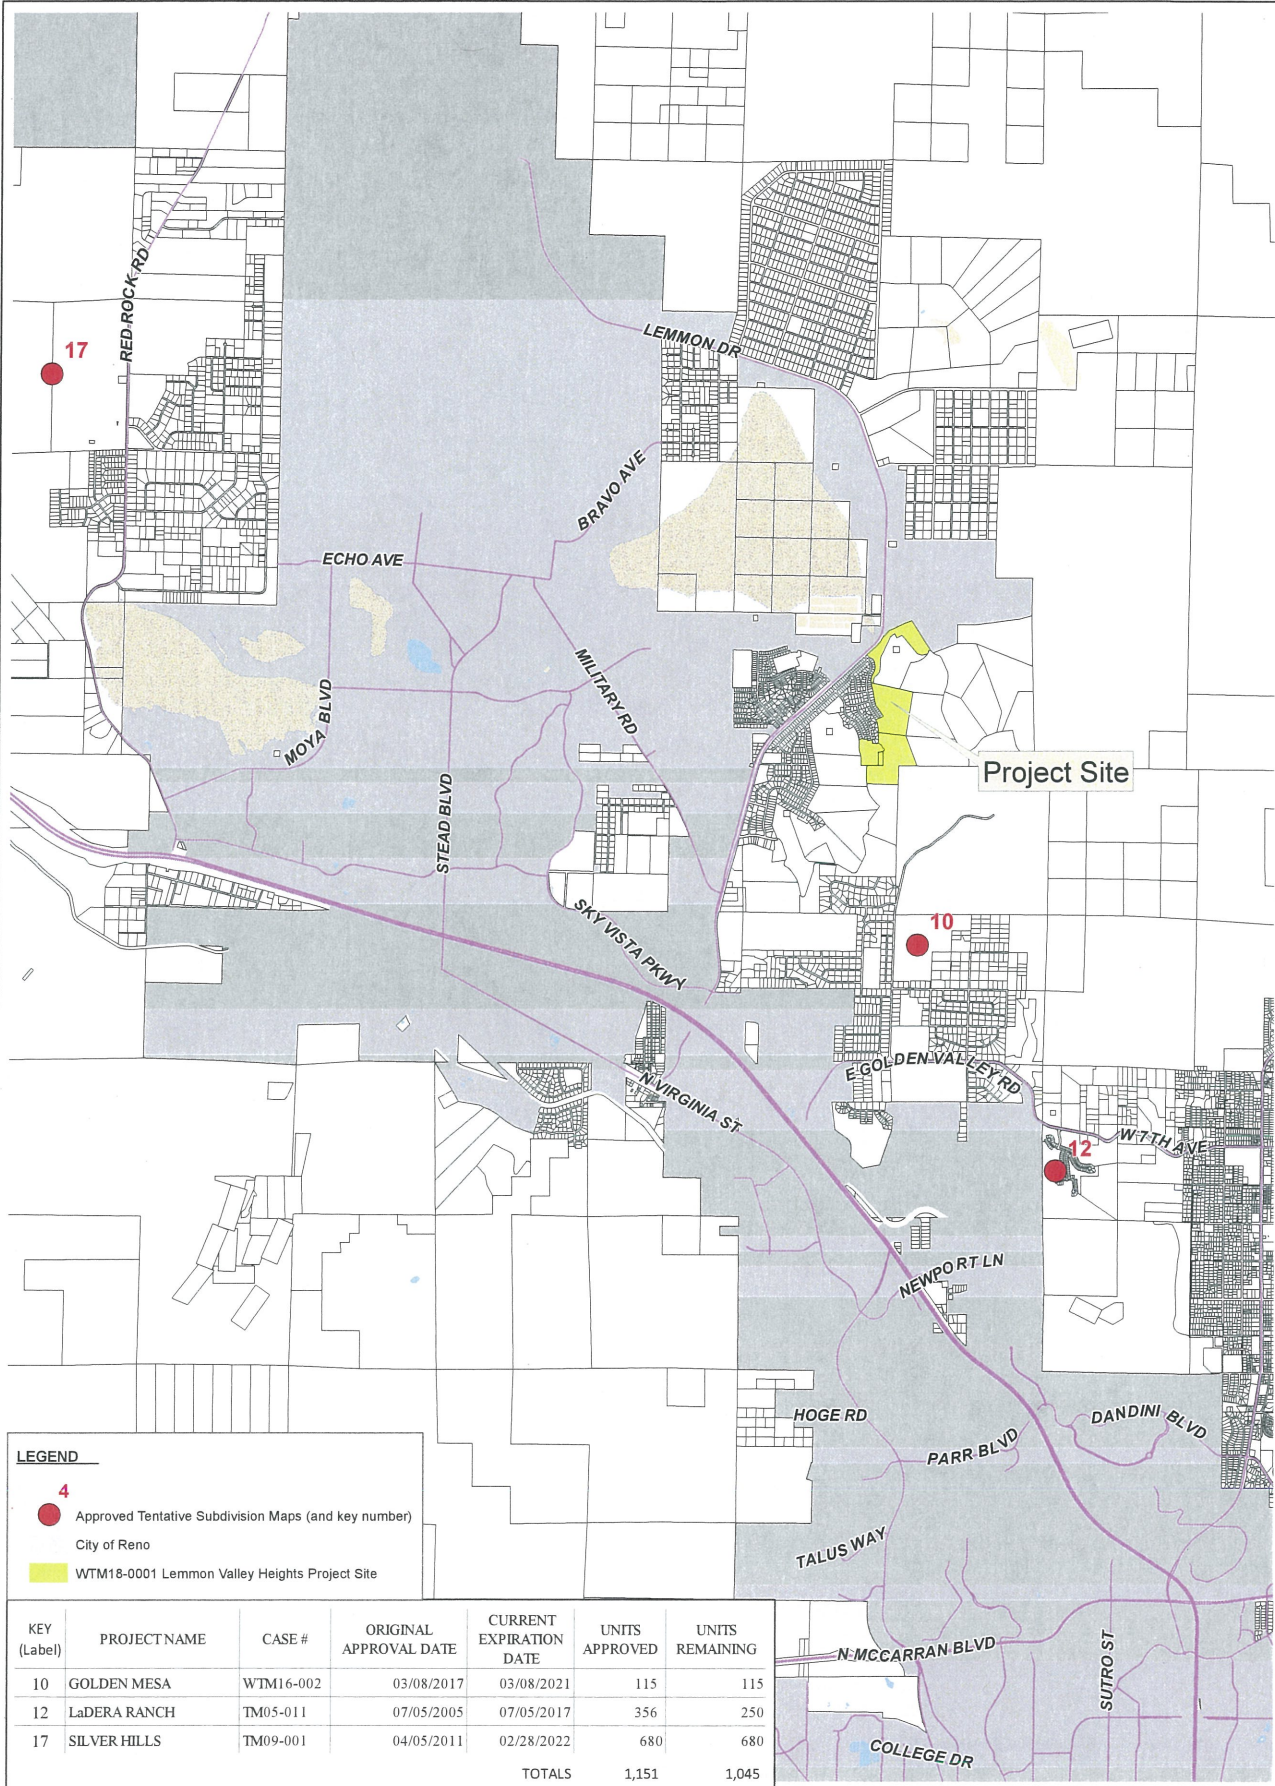 RED ROCK RD
17
LEMMON DR
BRAVO AVE
ECHO AVE
MILITARY RD
MOYA BLVD
Project Site
STEAD BLVD
SKY VISTA PKWY
10
E GOLDEN VALLEY RD
N VIRGINIA ST
W 7TH AVE
12
NEWPORT LN
HOGE RD
DANDINI BLVD
PARR BLVD
TALUS WAY
N MCCARRAN BLVD
SUTRO ST
COLLEGE DR
LEGEND
4
Approved Tentative Subdivision Maps (and key number)
City of Reno
WTM18-0001 Lemmon Valley Heights Project Site
KEY (Label) PROJECT NAME CASE # ORIGINAL APPROVAL DATE CURRENT EXPIRATION DATE UNITS APPROVED UNITS REMAINING
10 GOLDEN MESA WTM16-002 03/08/2017 03/08/2021 115 115
12 LaDERA RANCH TM05-011 07/05/2005 07/05/2017 356 250
17 SILVER HILLS TM09-001 04/05/2011 02/28/2022 680 680
TOTALS 1,151 1,045